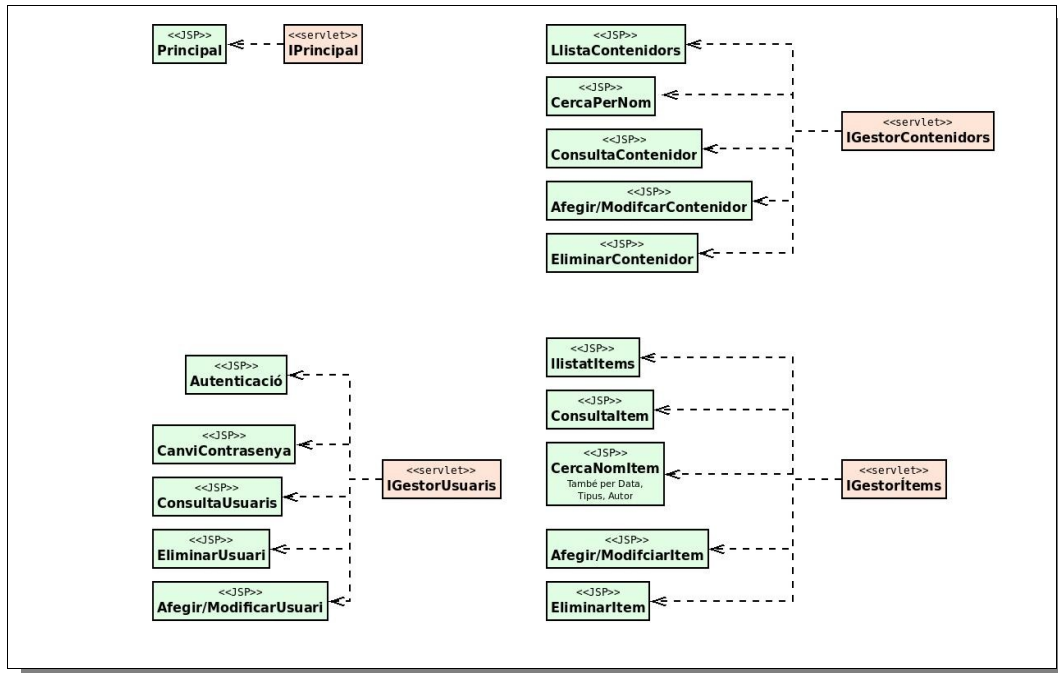 <<JSP>>
Principal
<<servlet>>
IPrincipal
<<JSP>>
LlistaContenidors
<<JSP>>
CercaPerNom
<<JSP>>
ConsultaContenidor
<<JSP>>
Afegir/ModifcarContenidor
<<JSP>>
EliminarContenidor
<<servlet>>
IGestorContenidors
<<JSP>>
Autenticació
<<JSP>>
CanviContrasenya
<<JSP>>
ConsultaUsuaris
<<JSP>>
EliminarUsuari
<<JSP>>
Afegir/ModificarUsuari
<<servlet>>
IGestorUsuaris
<<JSP>>
llistatItems
<<JSP>>
ConsultaItem
<<JSP>>
CercaNomItem
També per Data,
Tipus, Autor
<<JSP>>
Afegir/ModifciarItem
<<JSP>>
EliminarItem
<<servlet>>
IGestorÍtems